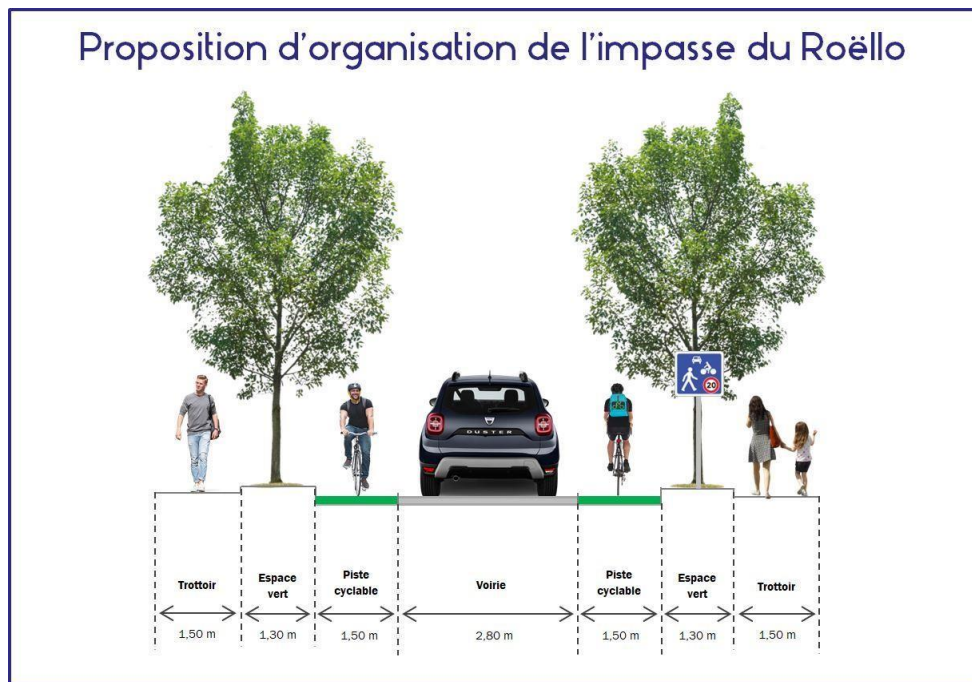 Proposition d'organisation de l'impasse du Roëllo
20
DUSTER
Trottoir
Espace
vert
Piste
cyclable
Voirie
Piste
cyclable
Espace
vert
Trottoir
1,50 m
1,30 m
1,50 m
2,80 m
1,50 m
1,30 m
1,50 m